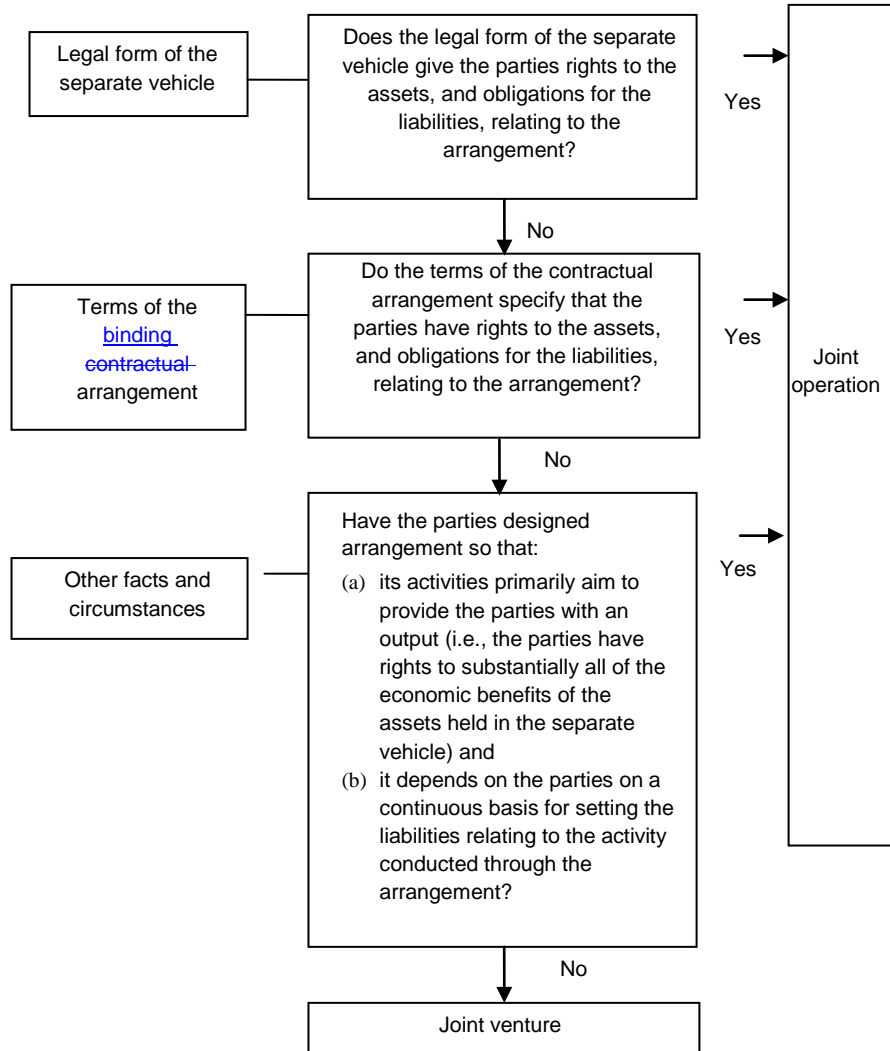 Legal form of the
separate vehicle
Does the legal form of the separate
vehicle give the parties rights to the
assets, and obligations for the
liabilities, relating to the
arrangement?
Yes
No
Terms of the
binding
contractual
arrangement
Do the terms of the contractual
arrangement specify that the
parties have rights to the assets,
and obligations for the liabilities,
relating to the arrangement?
Yes
Joint
operation
No
Other facts and
circumstances
Have the parties designed
arrangement so that:
(a) its activities primarily aim to
provide the parties with an
output (i.e., the parties have
rights to substantially all of the
economic benefits of the
assets held in the separate
vehicle) and
(b) it depends on the parties on a
continuous basis for setting the
liabilities relating to the activity
conducted through the
arrangement?
Yes
No
Joint venture